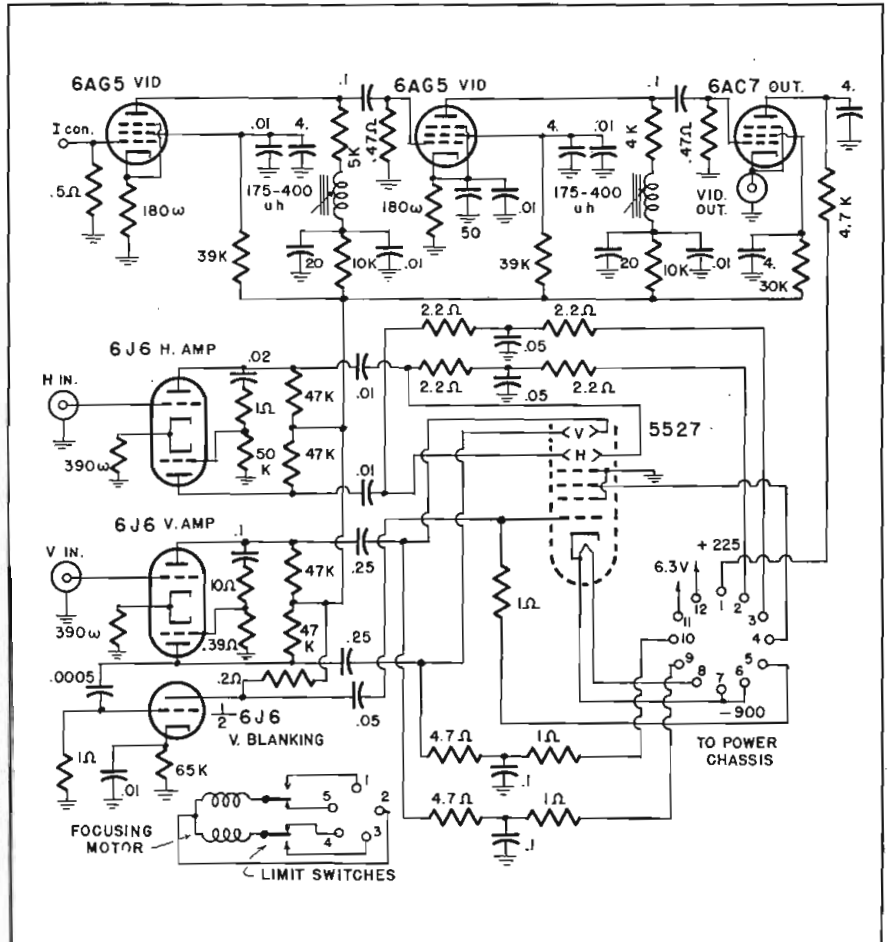 6AG5 VID
.1
6AG5 VID
.1
6AC7 OUT.
4.
I con.
.01
4.
5K
.47Ω
4.
.01
4K
.47Ω
.5Ω
180ω
175-400
uh
180ω
50
.01
175-400
uh
VID.
OUT.
4.7 K
39K
20
10K
.01
39K
20
10K
.01
4.
30K
2.2Ω
2.2Ω
.05
6J6 H. AMP
.02
.01
2.2Ω
2.2Ω
.05
H IN.
1Ω
47K
5527
V
390ω
50
K
47K
H
.01
6J6 V. AMP
.1
V IN.
.25
+ 225
10Ω
47K
6.3V
1Ω
12
1
2
390ω
.39Ω
47
K
11
3
.25
10
4
.0005
.2Ω
9
5
8
7
6
.05
-900
½-6J6
V. BLANKING
4.7Ω
1Ω
TO POWER
CHASSIS
1Ω
.01
65K
.1
1
5
2
4.7Ω
1Ω
FOCUSING
MOTOR
4
3
.1
LIMIT SWITCHES